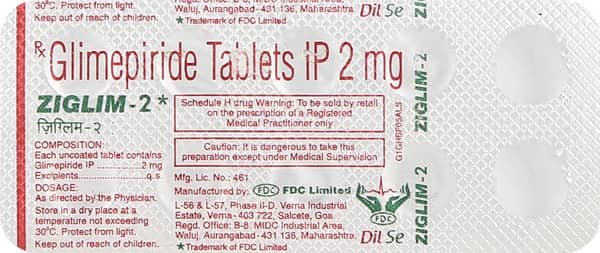 30°C. Protect from light.
Keep out of reach of children.
Waluj, Aurangabad-431 136, Maharashtra.
*Trademark of FDC Limited
Dil Se
Rx Glimepiride Tablets IP 2 mg
ZIGLIM-2*
ज़िग्लिम-२
COMPOSITION:
Each uncoated tablet contains
Glimepiride IP ............... 2 mg
Excipients ....................... q.s.
DOSAGE:
As directed by the Physician.
Store in a dry place at a
temperature not exceeding
30°C. Protect from light.
Keep out of reach of children.
Schedule H drug Warning: To be sold by retail
on the prescription of a Registered
Medical Practitioner only
Caution: It is dangerous to take this
preparation except under Medical Supervision
Mfg. Lic. No.: 461
Manufactured by: FDC FDC Limited
L-56 & L-57, Phase II-D, Verna Industrial
Estate, Verna-403 722, Salcete, Goa.
Regd. Office: B-8, MIDC Industrial Area,
Waluj, Aurangabad-431 136, Maharashtra.
*Trademark of FDC Limited
FDC
Dil Se
ZIGLIM-2
ZIGLIM-2